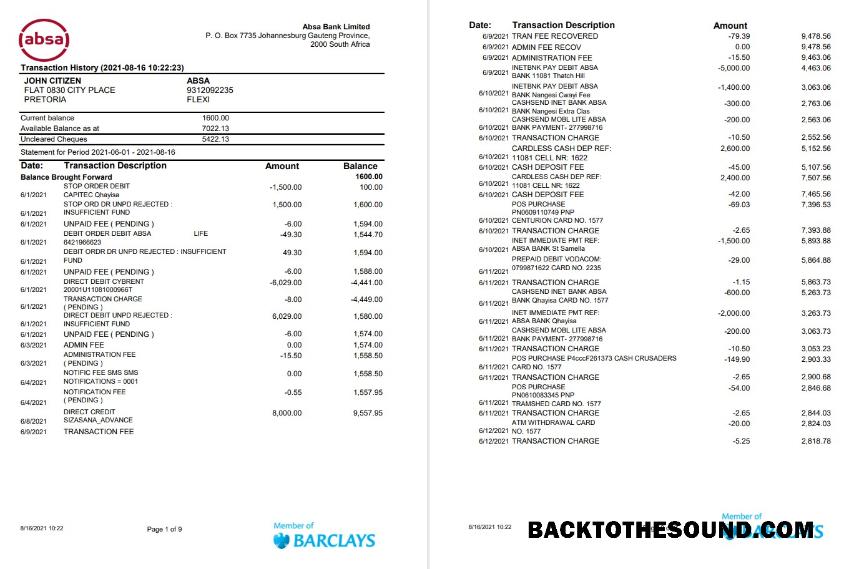 absa
Absa Bank Limited
P. O. Box 7735 Johannesburg Gauteng Province,
2000 South Africa
Transaction History (2021-08-16 10:22:23)
JOHN CITIZEN ABSA
FLAT 0830 CITY PLACE 9312092235
PRETORIA FLEXI
Current balance 1600.00
Available Balance as at 7022.13
Uncleared Cheques 5422.13
Statement for Period 2021-06-01 - 2021-08-16
Date: Transaction Description Amount Balance
Balance Brought Forward 1600.00
STOP ORDER DEBIT -1,500.00 100.00
6/1/2021 CAPITEC Qhayisa
STOP ORD DR UNPD REJECTED : 1,500.00 1,600.00
6/1/2021 INSUFFICIENT FUND
6/1/2021 UNPAID FEE ( PENDING ) -6.00 1,594.00
DEBIT ORDER DEBIT ABSA LIFE -49.30 1,544.70
6/1/2021 6421966623
DEBIT ORDR DR UNPD REJECTED : INSUFFICIENT 49.30 1,594.00
6/1/2021 FUND
6/1/2021 UNPAID FEE ( PENDING ) -6.00 1,588.00
DIRECT DEBIT CYBRENT -6,029.00 -4,441.00
6/1/2021 20001U11081000966T
TRANSACTION CHARGE -8.00 -4,449.00
6/1/2021 ( PENDING )
DIRECT DEBIT UNPD REJECTED : 6,029.00 1,580.00
6/1/2021 INSUFFICIENT FUND
6/1/2021 UNPAID FEE ( PENDING ) -6.00 1,574.00
6/3/2021 ADMIN FEE 0.00 1,574.00
ADMINISTRATION FEE -15.50 1,558.50
6/3/2021 ( PENDING )
NOTIFIC FEE SMS SMS 0.00 1,558.50
6/4/2021 NOTIFICATIONS = 0001
NOTIFICATION FEE -0.55 1,557.95
6/4/2021 ( PENDING )
DIRECT CREDIT 8,000.00 9,557.95
6/8/2021 SIZASANA_ADVANCE
6/9/2021 TRANSACTION FEE
8/16/2021 10:22 Page 1 of 9
Member of
BARCLAYS
Date: Transaction Description Amount
6/9/2021 TRAN FEE RECOVERED -79.39 9,478.56
6/9/2021 ADMIN FEE RECOV 0.00 9,478.56
6/9/2021 ADMINISTRATION FEE -15.50 9,463.06
INETBNK PAY DEBIT ABSA -5,000.00 4,463.06
6/9/2021 BANK 11081 Thatch Hill
INETBNK PAY DEBIT ABSA -1,400.00 3,063.06
6/10/2021 BANK Nangesi Cwayi Fee
CASHSEND INET BANK ABSA -300.00 2,763.06
6/10/2021 BANK Nangesi Extra Clas
CASHSEND MOBL LITE ABSA -200.00 2,563.06
6/10/2021 BANK PAYMENT- 277998716
6/10/2021 TRANSACTION CHARGE -10.50 2,552.56
CARDLESS CASH DEP REF: 2,600.00 5,152.56
6/10/2021 11081 CELL NR: 1622
6/10/2021 CASH DEPOSIT FEE -45.00 5,107.56
CARDLESS CASH DEP REF: 2,400.00 7,507.56
6/10/2021 11081 CELL NR: 1622
6/10/2021 CASH DEPOSIT FEE -42.00 7,465.56
POS PURCHASE -69.03 7,396.53
PN0609110749 PNP
6/10/2021 CENTURION CARD NO. 1577
6/10/2021 TRANSACTION CHARGE -2.65 7,393.88
INET IMMEDIATE PMT REF: -1,500.00 5,893.88
6/10/2021 ABSA BANK St Samella
PREPAID DEBIT VODACOM: -29.00 5,864.88
6/11/2021 0799871622 CARD NO. 2235
6/11/2021 TRANSACTION CHARGE -1.15 5,863.73
CASHSEND INET BANK ABSA -600.00 5,263.73
6/11/2021 BANK Qhayisa CARD NO. 1577
INET IMMEDIATE PMT REF: -2,000.00 3,263.73
6/11/2021 ABSA BANK Qhayisa
CASHSEND MOBL LITE ABSA -200.00 3,063.73
6/11/2021 BANK PAYMENT- 277998716
6/11/2021 TRANSACTION CHARGE -10.50 3,053.23
POS PURCHASE P4cccF261373 CASH CRUSADERS -149.90 2,903.33
6/11/2021 CARD NO. 1577
6/11/2021 TRANSACTION CHARGE -2.65 2,900.68
POS PURCHASE -54.00 2,846.68
PN0610083345 PNP
6/11/2021 TRAMSHED CARD NO. 1577
6/11/2021 TRANSACTION CHARGE -2.65 2,844.03
ATM WITHDRAWAL CARD -20.00 2,824.03
6/12/2021 NO. 1577
6/12/2021 TRANSACTION CHARGE -5.25 2,818.78
Member of
8/16/2021 10:22
BACKTOTHESOUND.COM